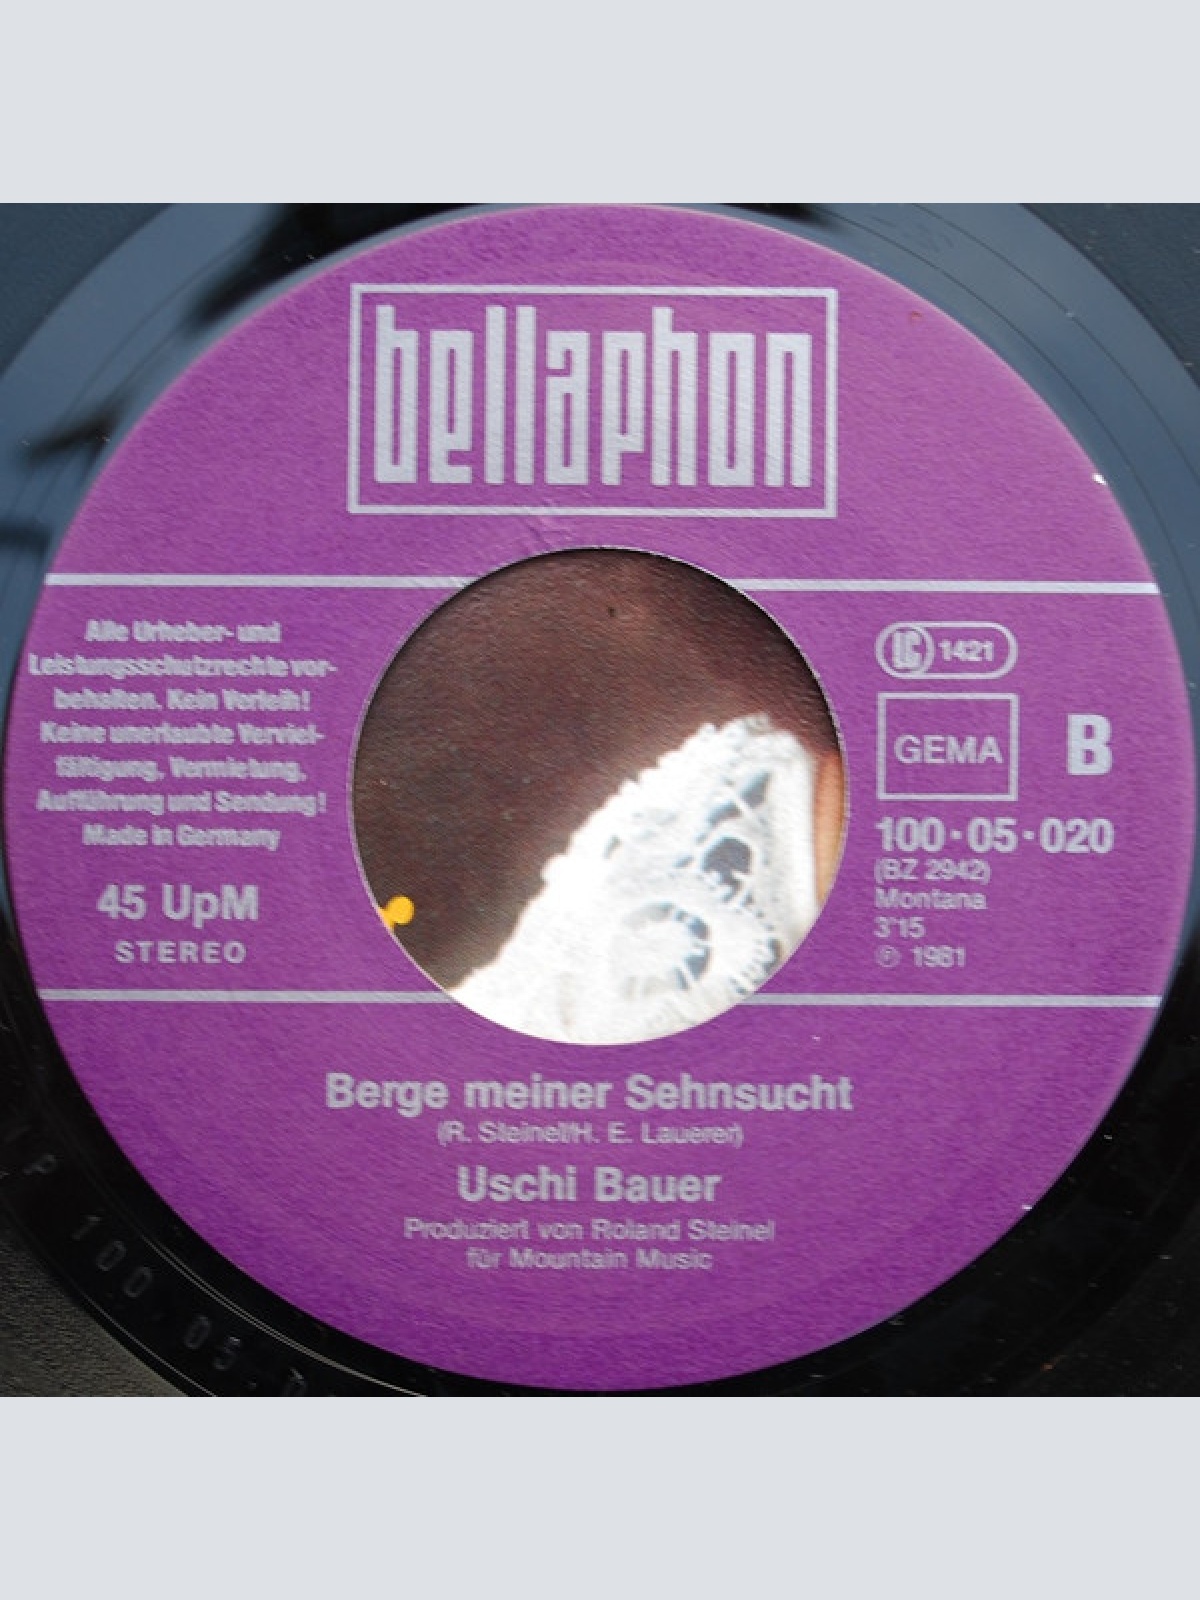 bellaphon
Alle Urheber- und
Leistungsschutzrechte vor-
behalten. Kein Verleih!
Keine unerlaubte Verviel-
fältigung, Vermietung,
Aufführung und Sendung!
Made in Germany
45 UpM
STEREO
LC 1421
GEMA
B
100·05·020
(BZ 2942)
Montana
3'15
℗ 1981
Berge meiner Sehnsucht
(R. Steinel/H. E. Lauerer)
Uschi Bauer
Produziert von Roland Steinel
für Mountain Music
100.05.